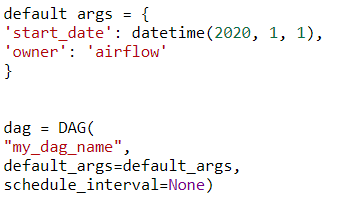 default args = {
'start_date': datetime(2020, 1, 1),
'owner': 'airflow'
}
dag = DAG(
"my_dag_name",
default_args=default_args,
schedule_interval=None)